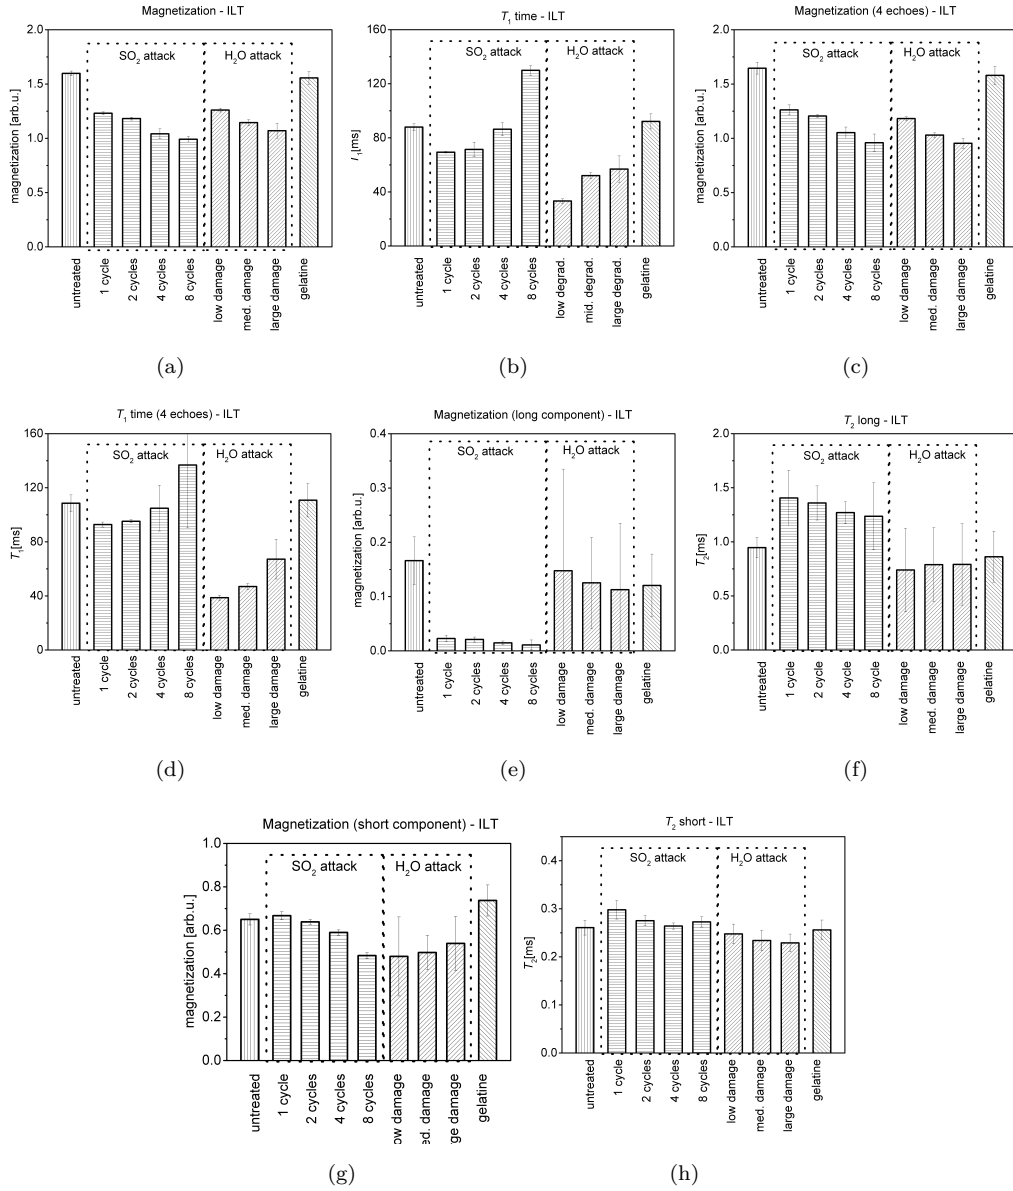 Magnetization - ILT
magnetization [arb.u.]
2.0
1.5
1.0
0.5
0.0
SO2 attack
H2O attack
untreated
1 cycle
2 cycles
4 cycles
8 cycles
low damage
med. damage
large damage
gelatine
(a)
T1 time - ILT
T1[ms]
160
120
80
40
0
SO2 attack
H2O attack
untreated
1 cycle
2 cycles
4 cycles
8 cycles
low degrad.
mid. degrad.
large degrad.
gelatine
(b)
Magnetization (4 echoes) - ILT
magnetization [arb.u.]
2.0
1.5
1.0
0.5
0.0
SO2 attack
H2O attack
untreated
1 cycle
2 cycles
4 cycles
8 cycles
low damage
med. damage
large damage
gelatine
(c)
T1 time (4 echoes) - ILT
T1[ms]
160
120
80
40
0
SO2 attack
H2O attack
untreated
1 cycle
2 cycles
4 cycles
8 cycles
low damage
med. damage
large damage
gelatine
(d)
Magnetization (long component) - ILT
magnetization [arb.u.]
0.4
0.3
0.2
0.1
0.0
SO2 attack
H2O attack
untreated
1 cycle
2 cycles
4 cycles
8 cycles
low damage
med. damage
large damage
gelatine
(e)
T2 long - ILT
T2[ms]
2.0
1.5
1.0
0.5
0.0
SO2 attack
H2O attack
untreated
1 cycle
2 cycle
4 cycle
8 cycle
low damage
med. damage
large damage
gelatine
(f)
Magnetization (short component) - ILT
magnetization [arb.u.]
1.0
0.8
0.6
0.4
0.2
0.0
SO2 attack
H2O attack
untreated
1 cycle
2 cycles
4 cycles
8 cycles
ow damage
ed. damage
ge damage
gelatine
(g)
T2 short - ILT
T2[ms]
0.4
0.3
0.2
0.1
0.0
SO2 attack
H2O attack
untreated
1 cycle
2 cycles
4 cycles
8 cycles
low damage
med. damage
large damage
gelatine
(h)